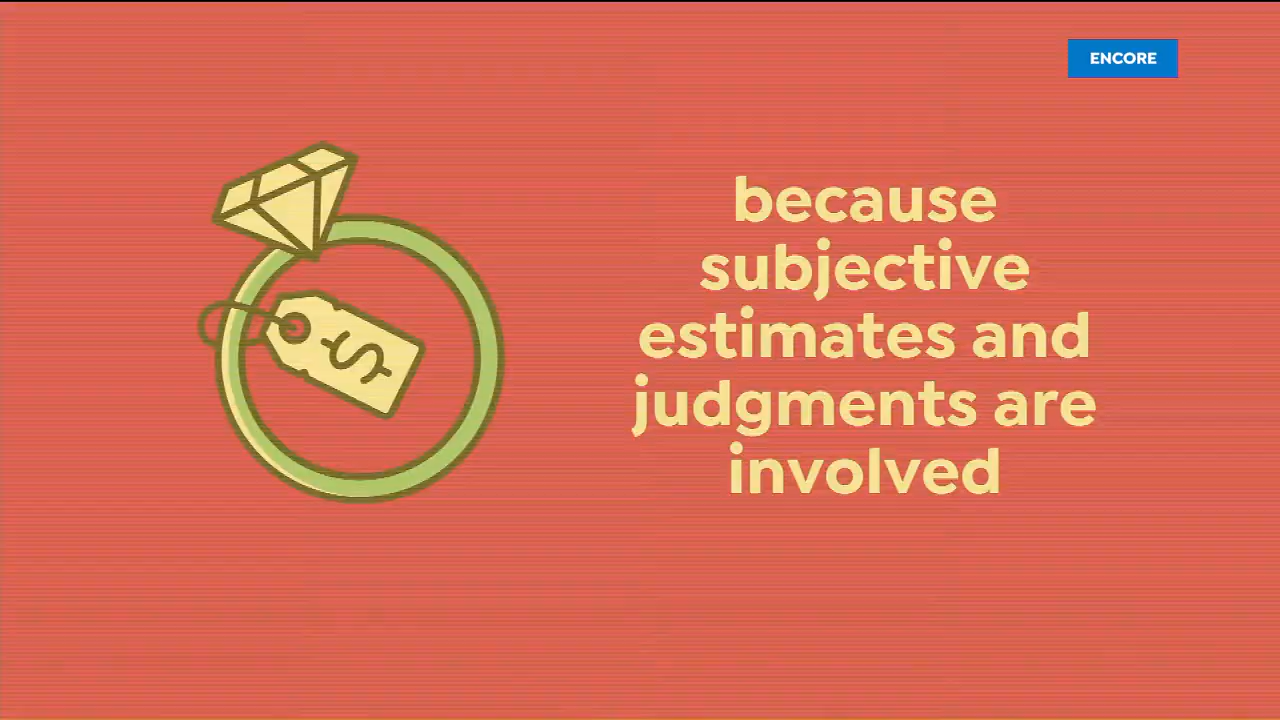 ENCORE
because
subjective
estimates and
judgments are
involved
$